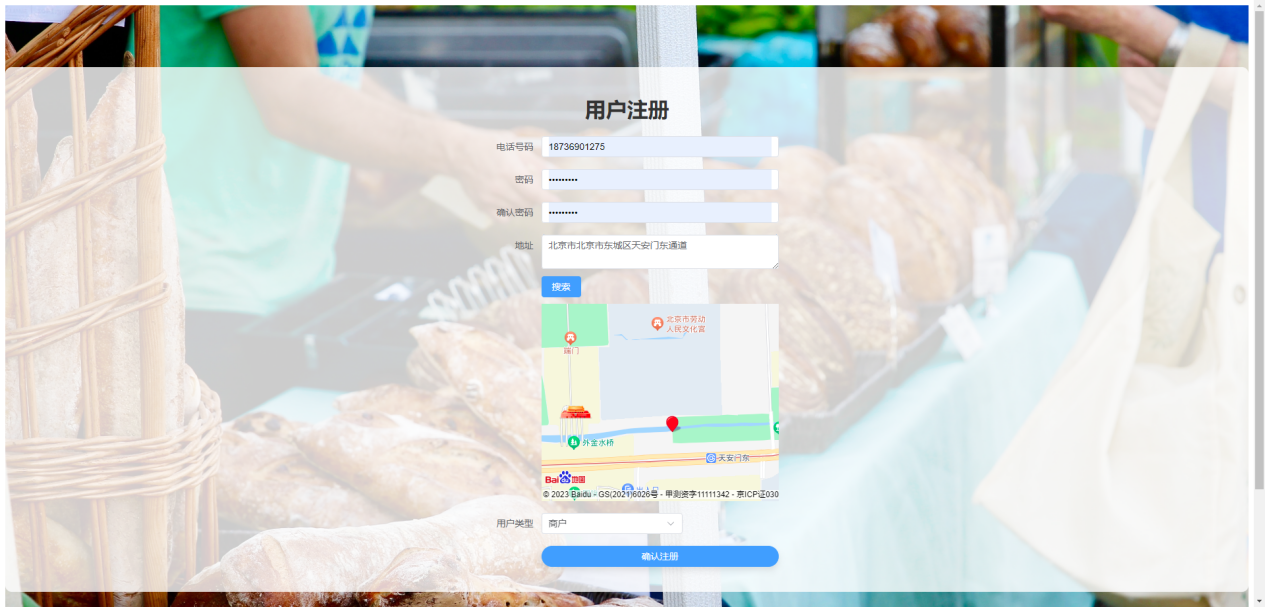 用户注册
电话号码 18736901275
密码 •••••••••
确认密码 •••••••••
地址 北京市北京市东城区天安门东通道
搜索
北京市劳动
人民文化宫
端门
外金水桥
天安门东
Bai 地图
© 2023 Baidu - GS(2021)6026号 - 甲测资字11111342 - 京ICP证030
用户类型 商户
确认注册